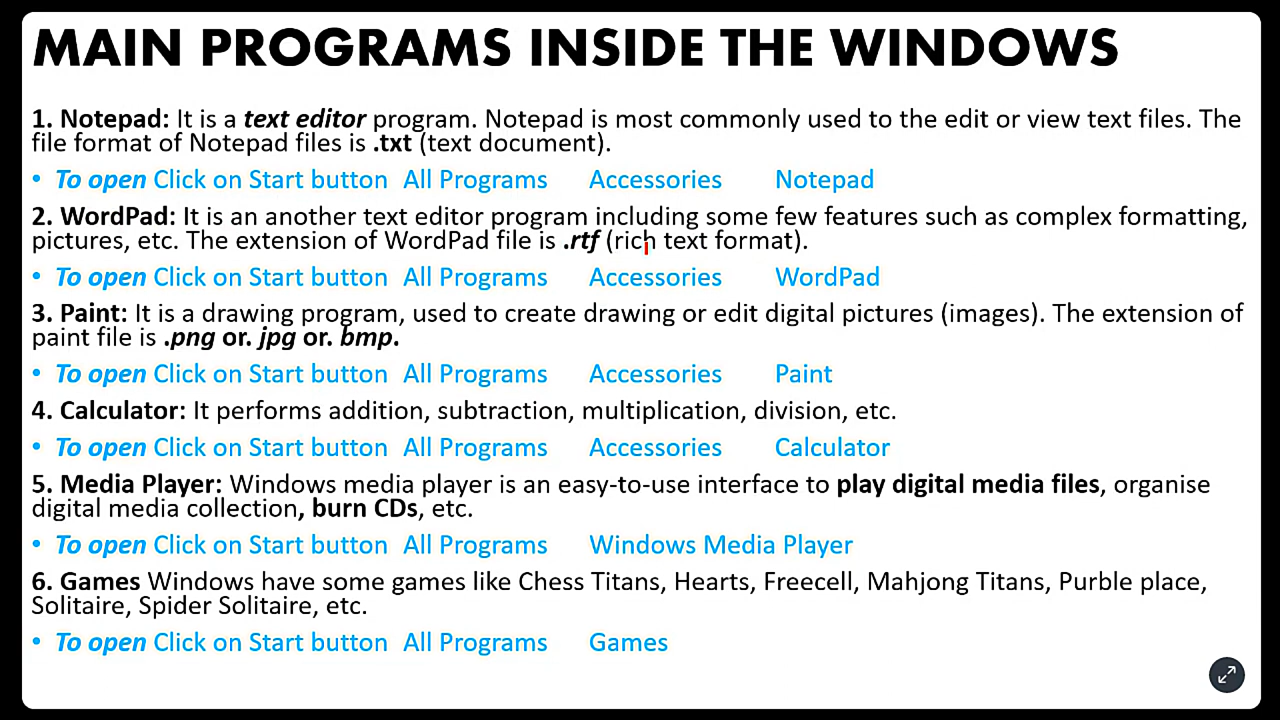 MAIN PROGRAMS INSIDE THE WINDOWS
1. Notepad: It is a text editor program. Notepad is most commonly used to the edit or view text files. The
file format of Notepad files is .txt (text document).
• To open Click on Start button All Programs Accessories Notepad
2. WordPad: It is an another text editor program including some few features such as complex formatting,
pictures, etc. The extension of WordPad file is .rtf (rich text format).
• To open Click on Start button All Programs Accessories WordPad
3. Paint: It is a drawing program, used to create drawing or edit digital pictures (images). The extension of
paint file is .png or. jpg or. bmp.
• To open Click on Start button All Programs Accessories Paint
4. Calculator: It performs addition, subtraction, multiplication, division, etc.
• To open Click on Start button All Programs Accessories Calculator
5. Media Player: Windows media player is an easy-to-use interface to play digital media files, organise
digital media collection, burn CDs, etc.
• To open Click on Start button All Programs Windows Media Player
6. Games Windows have some games like Chess Titans, Hearts, Freecell, Mahjong Titans, Purble place,
Solitaire, Spider Solitaire, etc.
• To open Click on Start button All Programs Games